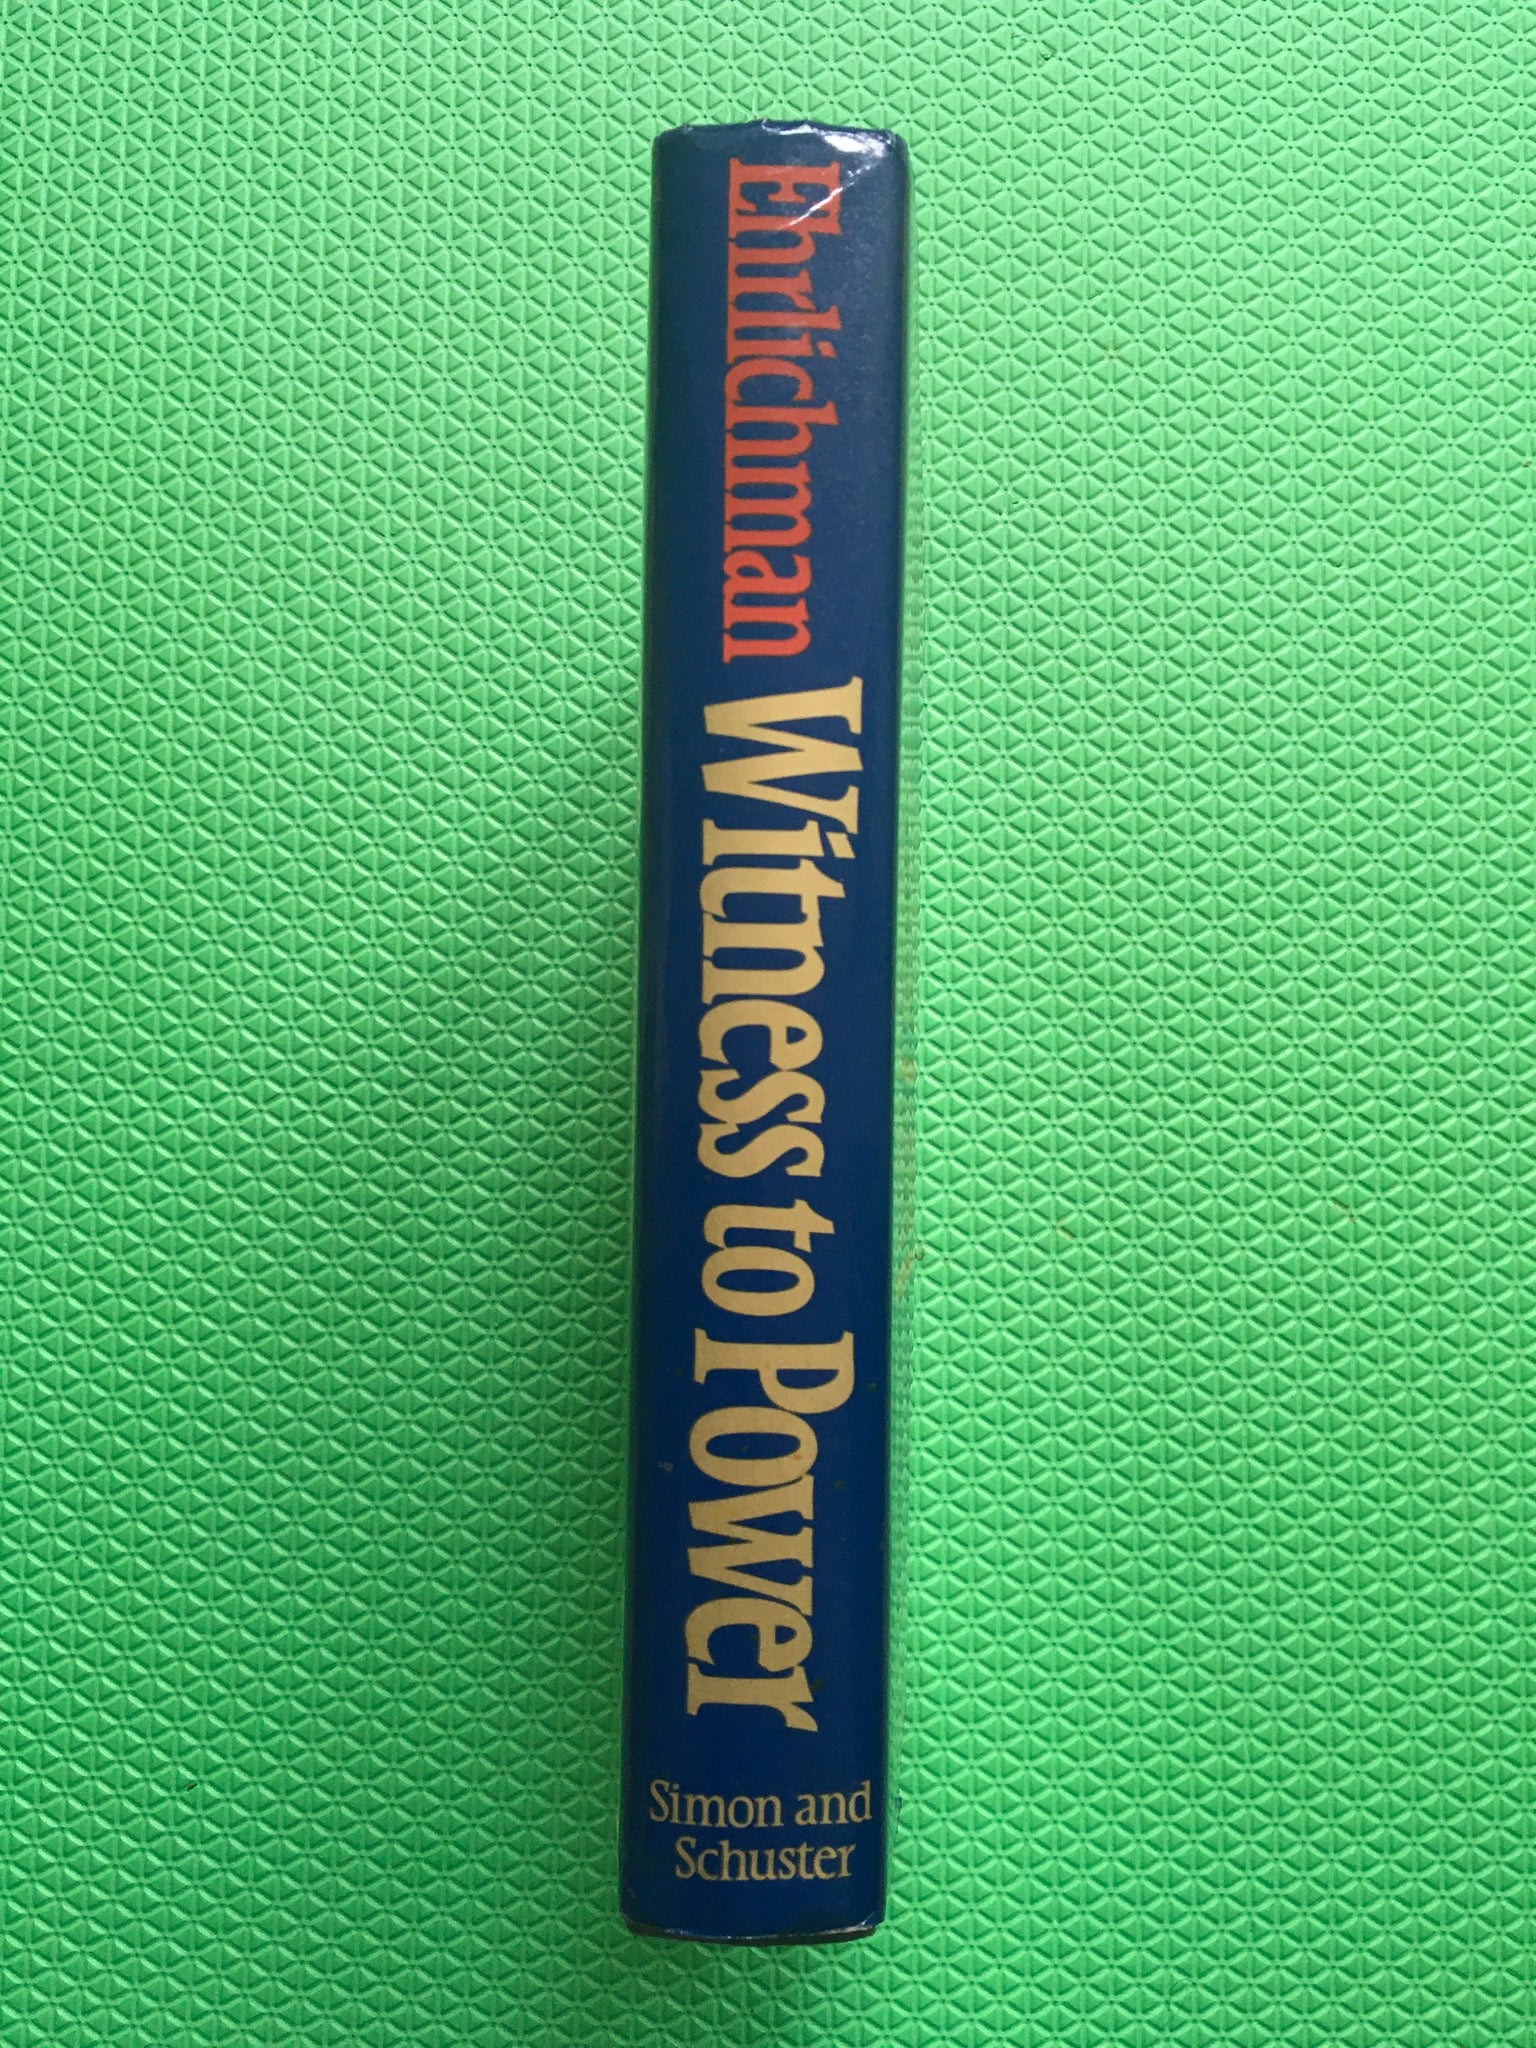 Ehrlichman Witness to Power
Simon and
Schuster